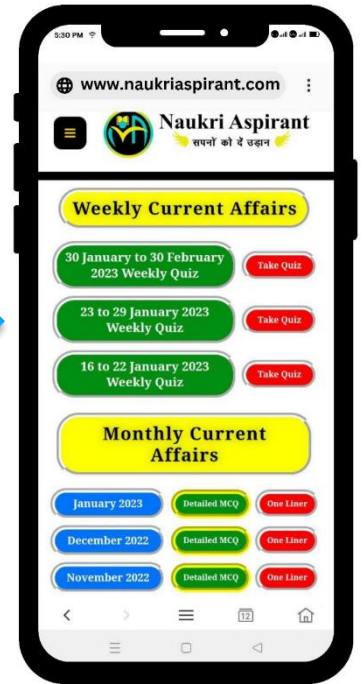 5:30 PM
www.naukriaspirant.com
Naukri Aspirant
सपनों को दें उड़ान
Weekly Current Affairs
30 January to 30 February
2023 Weekly Quiz
Take Quiz
23 to 29 January 2023
Weekly Quiz
Take Quiz
16 to 22 January 2023
Weekly Quiz
Take Quiz
Monthly Current
Affairs
January 2023
Detailed MCQ
One Liner
December 2022
Detailed MCQ
One Liner
November 2022
Detailed MCQ
One Liner
12